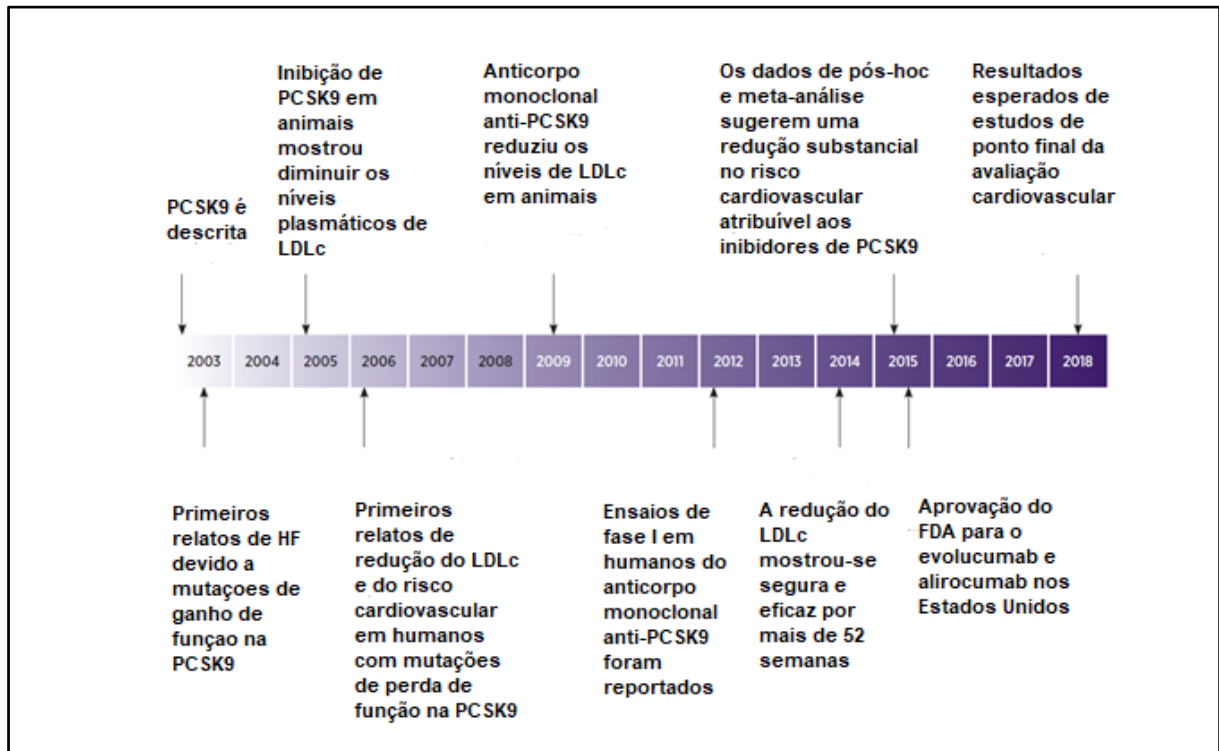 PCSK9 é
descrita
Inibição de
PCSK9 em
animais
mostrou
diminuir os
níveis
plasmáticos de
LDLc
Anticorpo
monoclonal
anti-PCSK9
reduziu os
níveis de LDLc
em animais
Os dados de pós-hoc
e meta-análise
sugerem uma
redução substancial
no risco
cardiovascular
atribuível aos
inibidores de PCSK9
Resultados
esperados de
estudos de
ponto final da
avaliação
cardiovascular
2003 2004 2005 2006 2007 2008 2009 2010 2011 2012 2013 2014 2015 2016 2017 2018
Primeiros
relatos de HF
devido a
mutaçoes de
ganho de
funçao na
PCSK9
Primeiros
relatos de
redução do LDLc
e do risco
cardiovascular
em humanos
com mutações
de perda de
função na PCSK9
Ensaios de
fase I em
humanos do
anticorpo
monoclonal
anti-PCSK9
foram
reportados
A redução do
LDLc
mostrou-se
segura e
eficaz por
mais de 52
semanas
Aprovação do
FDA para o
evolucumab e
alirocumab nos
Estados Unidos